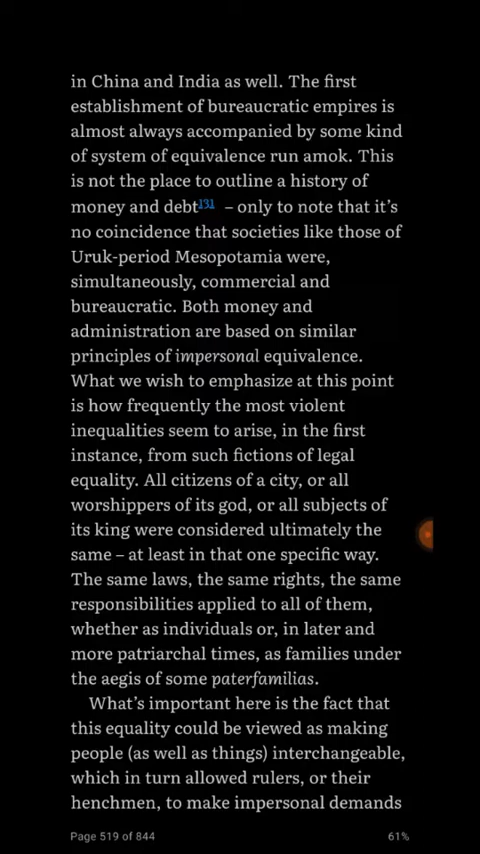 in China and India as well. The first
establishment of bureaucratic empires is
almost always accompanied by some kind
of system of equivalence run amok. This
is not the place to outline a history of
money and debt131 – only to note that it's
no coincidence that societies like those of
Uruk-period Mesopotamia were,
simultaneously, commercial and
bureaucratic. Both money and
administration are based on similar
principles of impersonal equivalence.
What we wish to emphasize at this point
is how frequently the most violent
inequalities seem to arise, in the first
instance, from such fictions of legal
equality. All citizens of a city, or all
worshippers of its god, or all subjects of
its king were considered ultimately the
same – at least in that one specific way.
The same laws, the same rights, the same
responsibilities applied to all of them,
whether as individuals or, in later and
more patriarchal times, as families under
the aegis of some paterfamilias.
What's important here is the fact that
this equality could be viewed as making
people (as well as things) interchangeable,
which in turn allowed rulers, or their
henchmen, to make impersonal demands
Page 519 of 844 61%